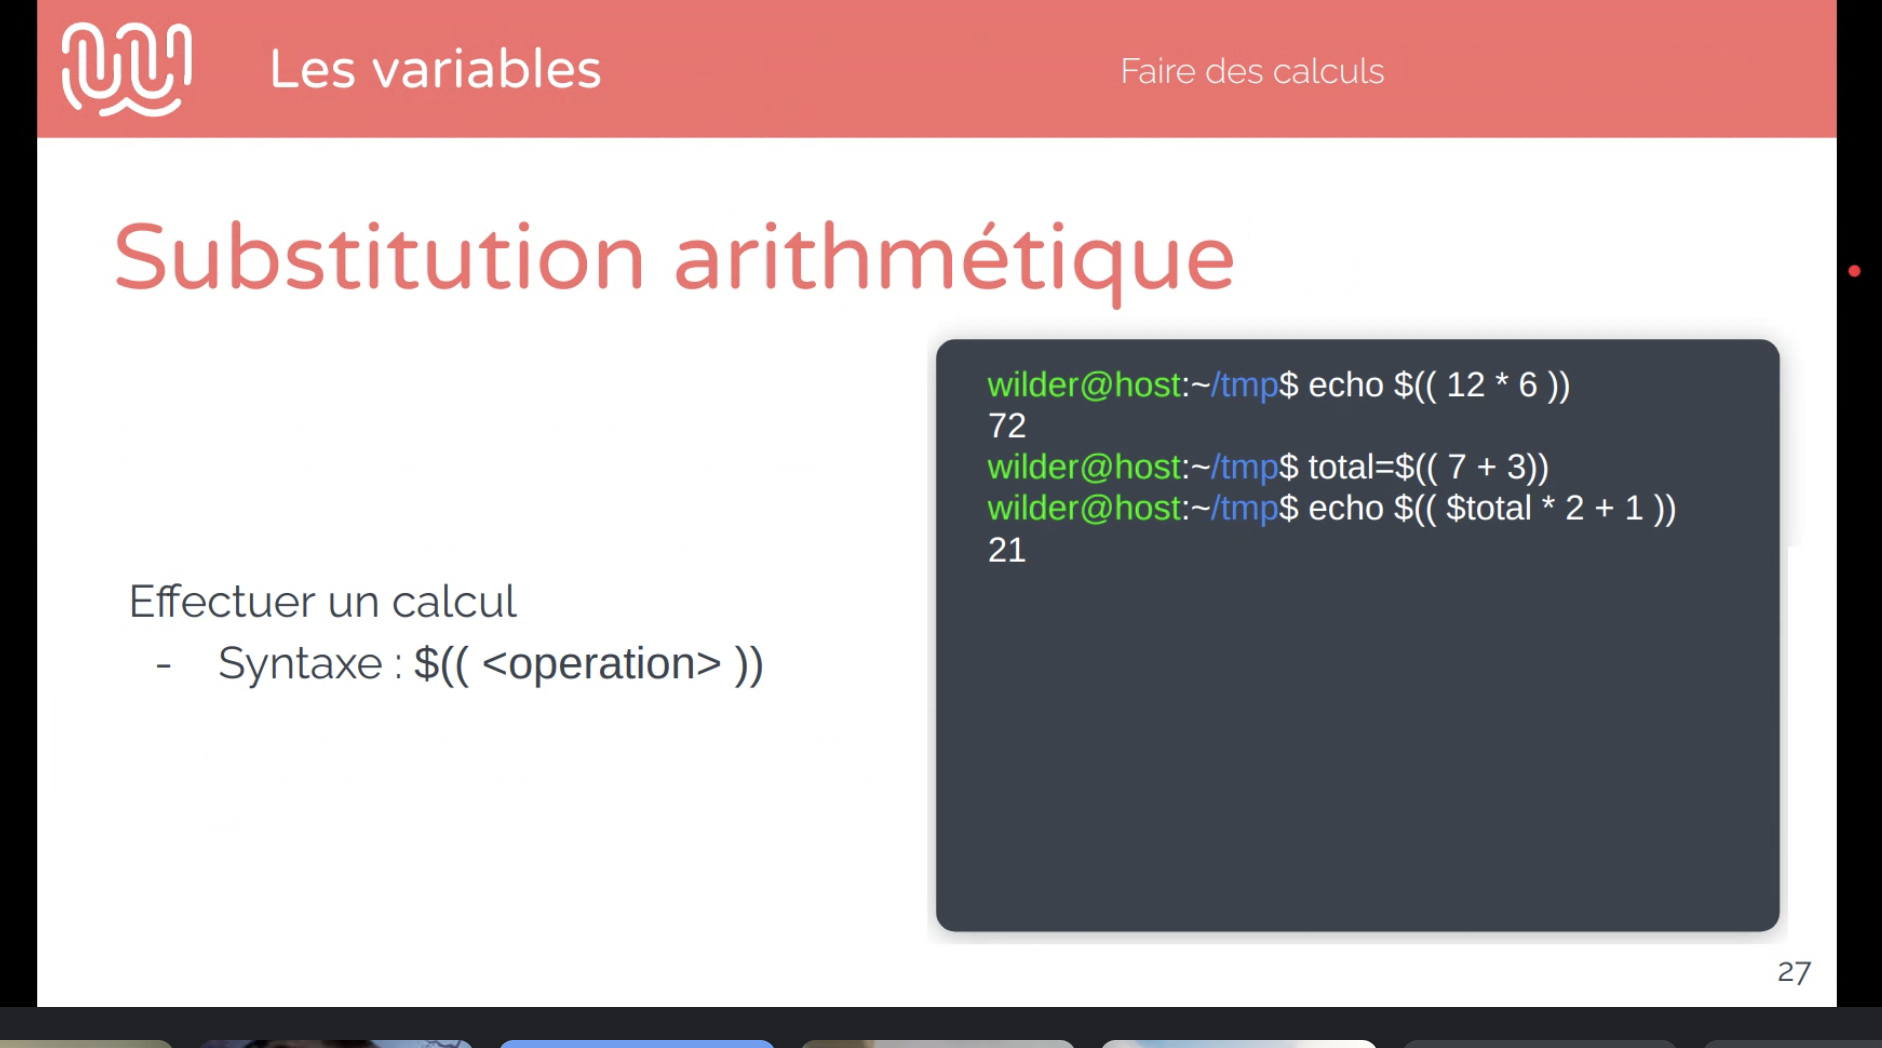 Les variables
Faire des calculs
Substitution arithmétique
Effectuer un calcul
- Syntaxe : $(( <operation> ))
wilder@host:~/tmp$ echo $(( 12 * 6 ))
72
wilder@host:~/tmp$ total=$(( 7 + 3))
wilder@host:~/tmp$ echo $(( $total * 2 + 1 ))
21
27